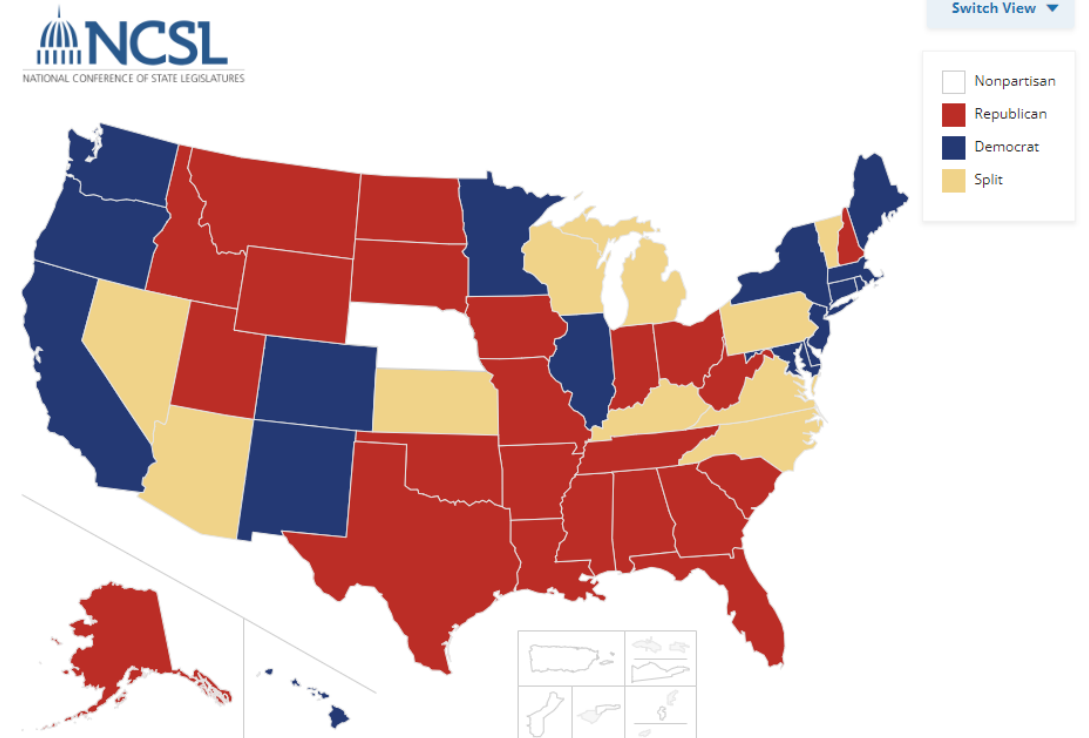 Switch View
NCSL
NATIONAL CONFERENCE OF STATE LEGISLATURES
Nonpartisan
Republican
Democrat
Split